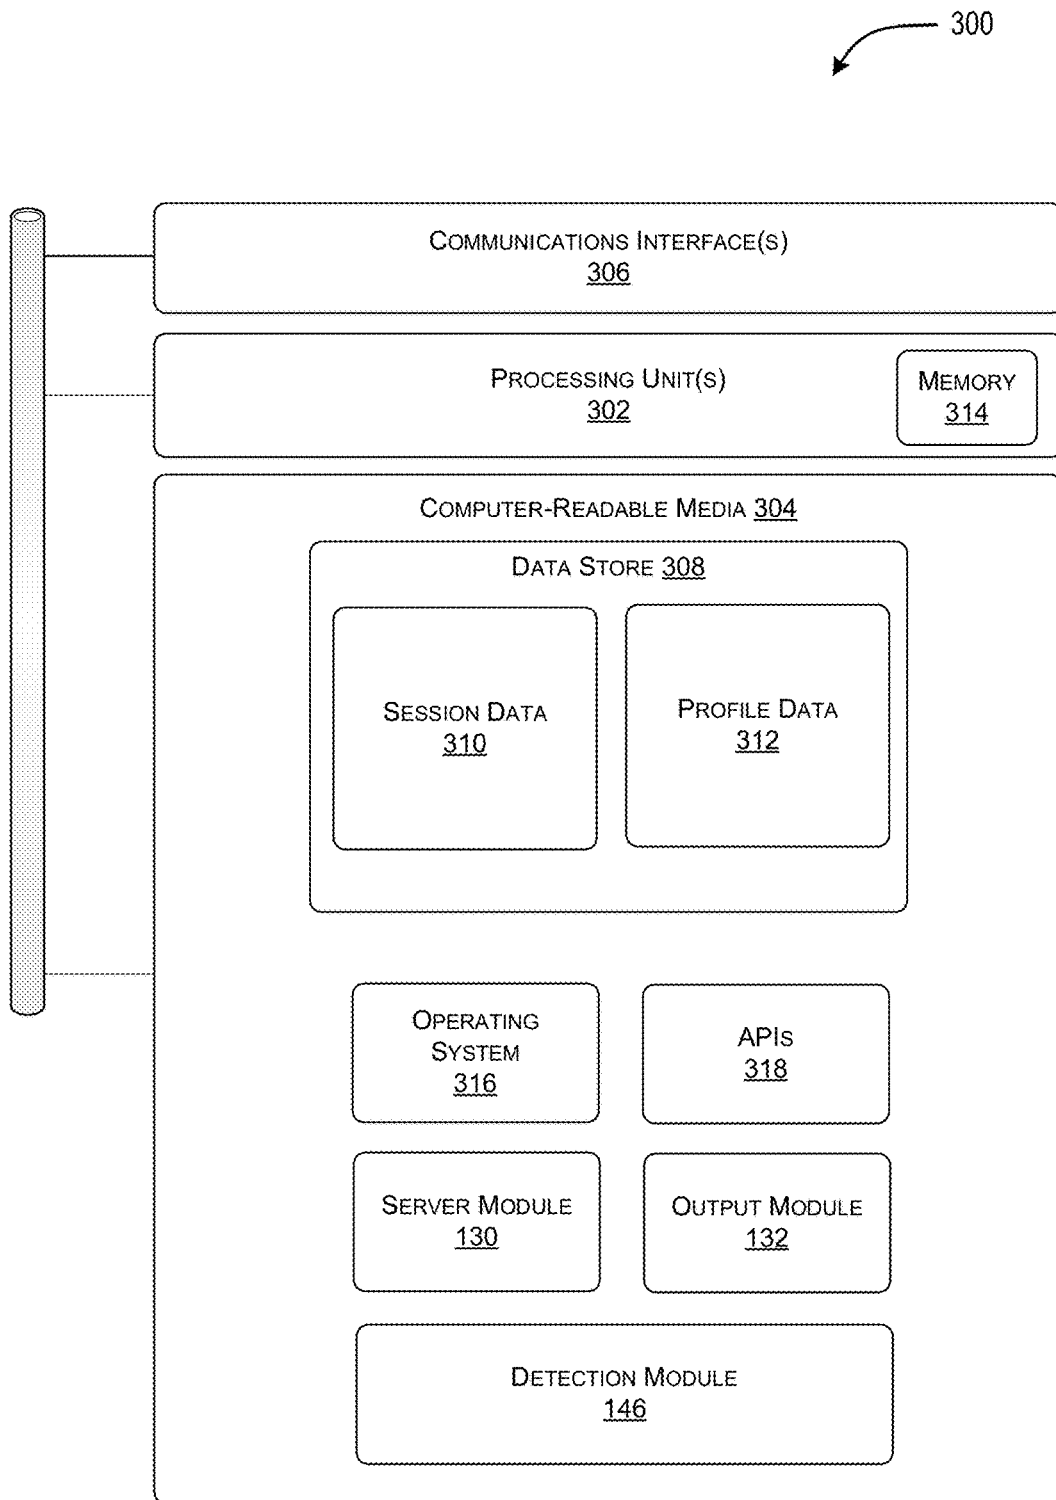 300
COMMUNICATIONS INTERFACE(S)
306
PROCESSING UNIT(S)
302
MEMORY
314
COMPUTER-READABLE MEDIA 304
DATA STORE 308
SESSION DATA
310
PROFILE DATA
312
OPERATING
SYSTEM
316
APIS
318
SERVER MODULE
130
OUTPUT MODULE
132
DETECTION MODULE
146